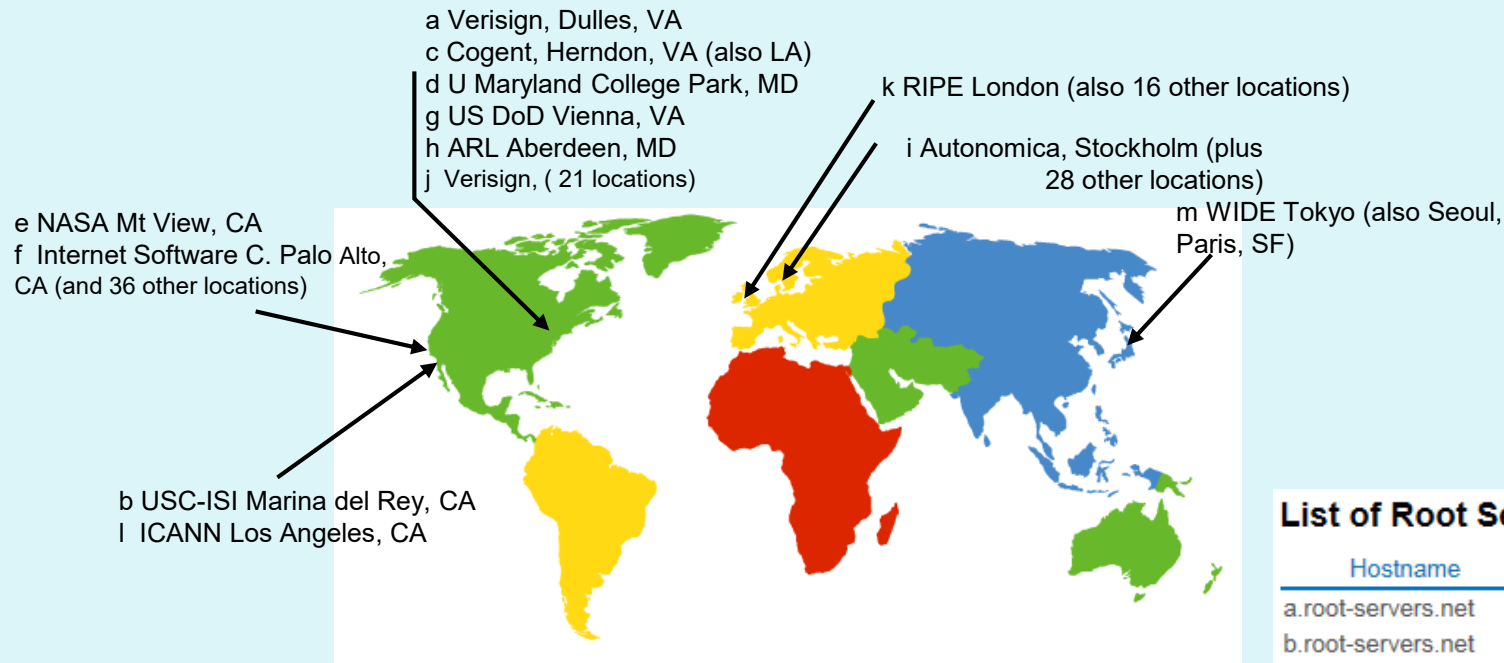 a Verisign, Dulles, VA
c Cogent, Herndon, VA (also LA)
d U Maryland College Park, MD
g US DoD Vienna, VA
h ARL Aberdeen, MD
j Verisign, ( 21 locations)
k RIPE London (also 16 other locations)
i Autonomica, Stockholm (plus
28 other locations)
m WIDE Tokyo (also Seoul,
Paris, SF)
e NASA Mt View, CA
f Internet Software C. Palo Alto,
CA (and 36 other locations)
b USC-ISI Marina del Rey, CA
l ICANN Los Angeles, CA
List of Root
Hostname
a.root-servers.net
b.root-servers.net